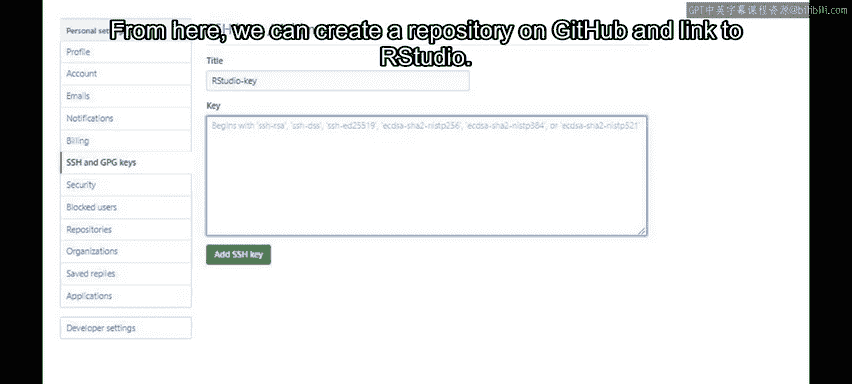 GPT中英字幕课程资源@bilibili.com
From here, we can create a repository on GitHub and link to
RStudio.
Personal set
Profile
Account
Emails
Notifications
Billing
SSH and GPG keys
Security
Blocked users
Repositories
Organizations
Saved replies
Applications
Developer settings
Title
RStudio-key
Key
Begins with 'ssh-rsa', 'ssh-dss', 'ssh-ed25519', 'ecdsa-sha2-nistp256', 'ecdsa-sha2-nistp384', or 'ecdsa-sha2-nistp521'
Add SSH key